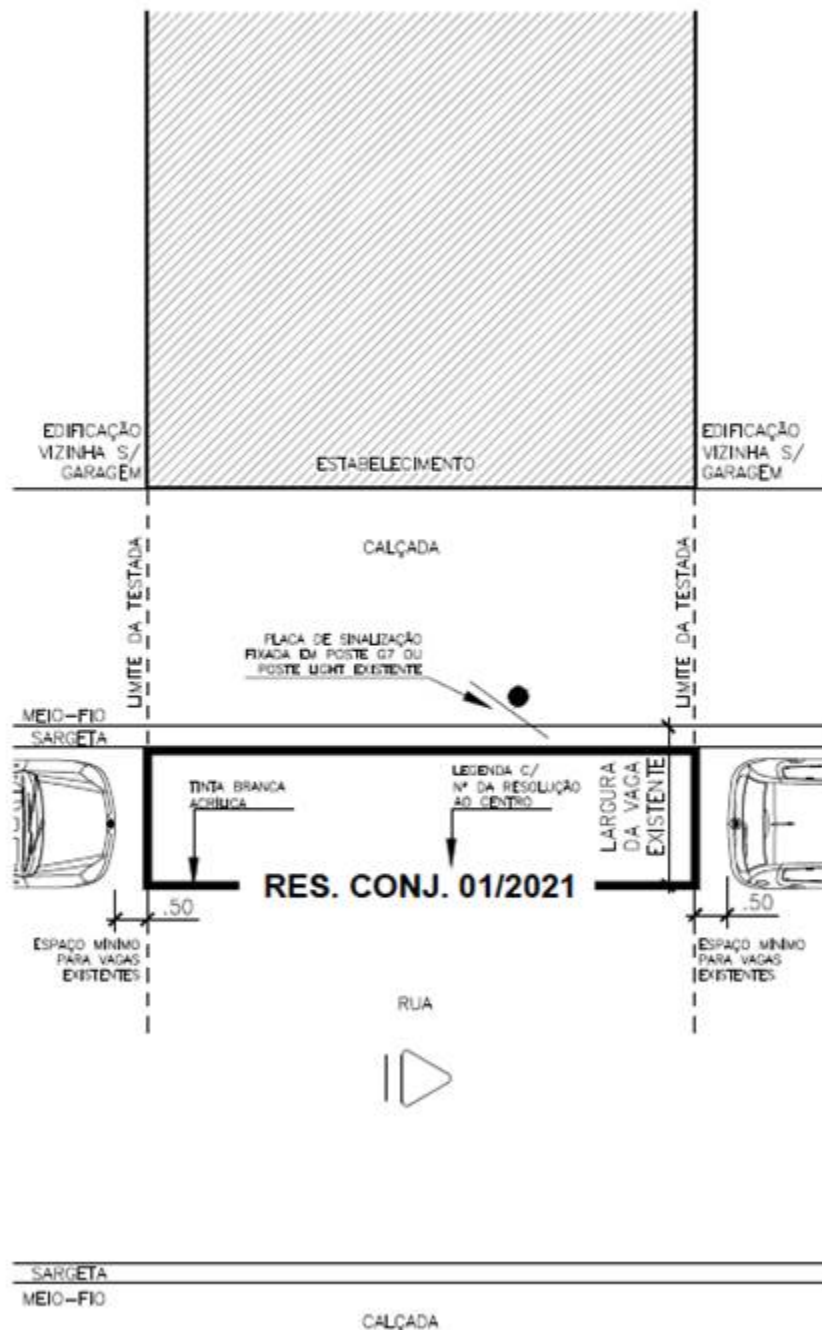 EDIFICAÇÃO
VIZINHA S/
GARAGEM
ESTABELECIMENTO
EDIFICAÇÃO
VIZINHA S/
GARAGEM
CALÇADA
LIMITE DA TESTADA
LIMITE DA TESTADA
PLACA DE SINALIZAÇÃO
FIXADA EM POSTE G7 OU
POSTE LIGHT EXISTENTE
MEIO-FIO
SARGETA
TINTA BRANCA
ACRÍLICA
LEGENDA C/
Nº DA RESOLUÇÃO
AO CENTRO
LARGURA
DA VAGA
EXISTENTE
RES. CONJ. 01/2021
.50
.50
ESPAÇO MÍNIMO
PARA VAGAS
EXISTENTES
ESPAÇO MÍNIMO
PARA VAGAS
EXISTENTES
RUA
SARGETA
MEIO-FIO
CALÇADA